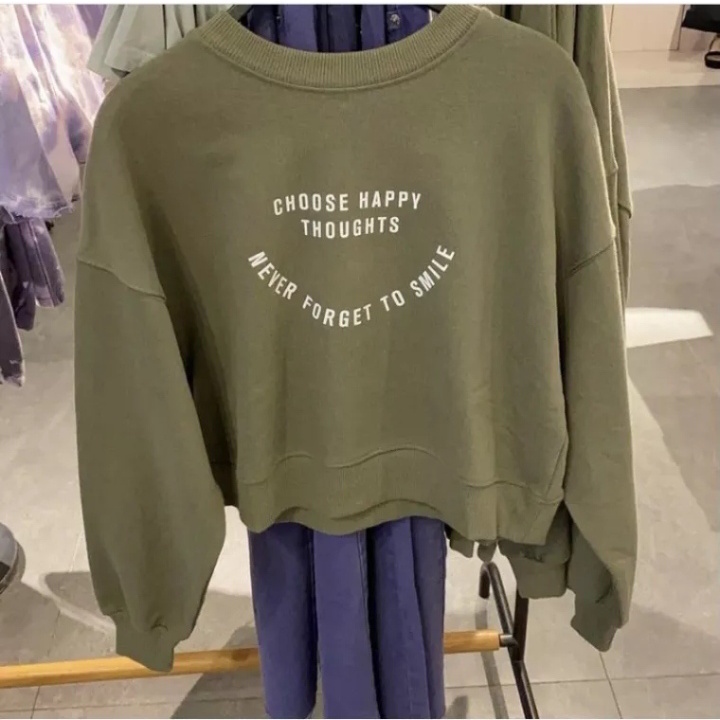 CHOOSE HAPPY
THOUGHTS
NEVER FORGET TO SMILE